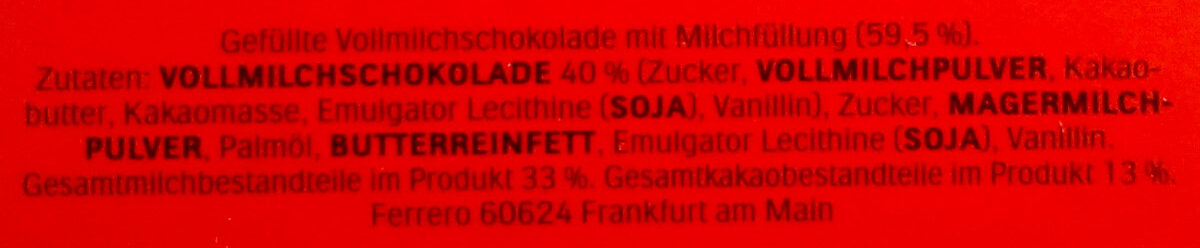 Gefüllte Vollmilchschokolade mit Milchfüllung (59,5 %).
Zutaten: VOLLMILCHSCHOKOLADE 40 % (Zucker, VOLLMILCHPULVER, Kakao-
butter, Kakaomasse, Emulgator Lecithine (SOJA), Vanillin), Zucker, MAGERMILCH-
PULVER, Palmöl, BUTTERREINFETT, Emulgator Lecithine (SOJA), Vanillin.
Gesamtmilchbestandteile im Produkt 33 %. Gesamtkakaobestandteile im Produkt 13 %.
Ferrero 60624 Frankfurt am Main